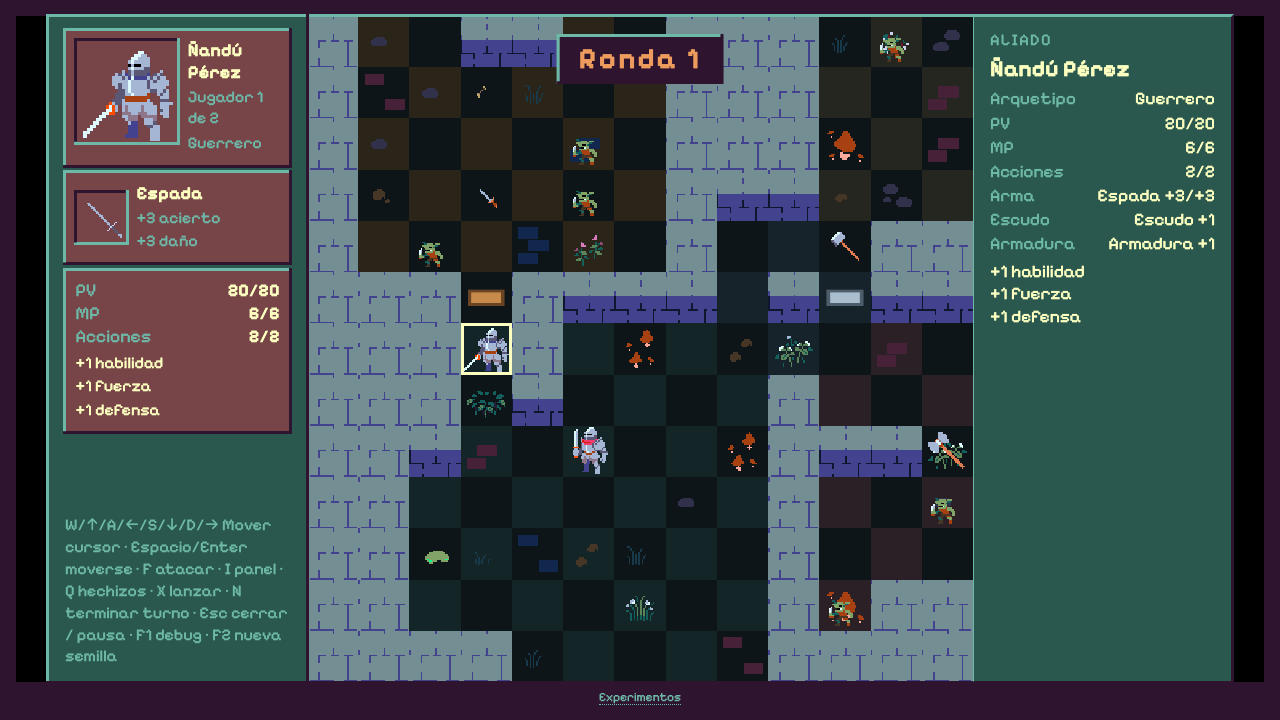 Ñandú
Pérez
Jugador 1
de 2
Guerrero
Espada
+3 acierto
+3 daño
PV 20/20
MP 6/6
Acciones 2/2
+1 habilidad
+1 fuerza
+1 defensa
W/↑/A/←/S/↓/D/→ Mover
cursor · Espacio/Enter
moverse · F atacar · I panel ·
Q hechizos · X lanzar · N
terminar turno · Esc cerrar
/ pausa · F1 debug · F2 nueva
semilla
Ronda 1
ALIADO
Ñandú Pérez
Arquetipo Guerrero
PV 20/20
MP 6/6
Acciones 2/2
Arma Espada +3/+3
Escudo Escudo +1
Armadura Armadura +1
+1 habilidad
+1 fuerza
+1 defensa
Experimentos